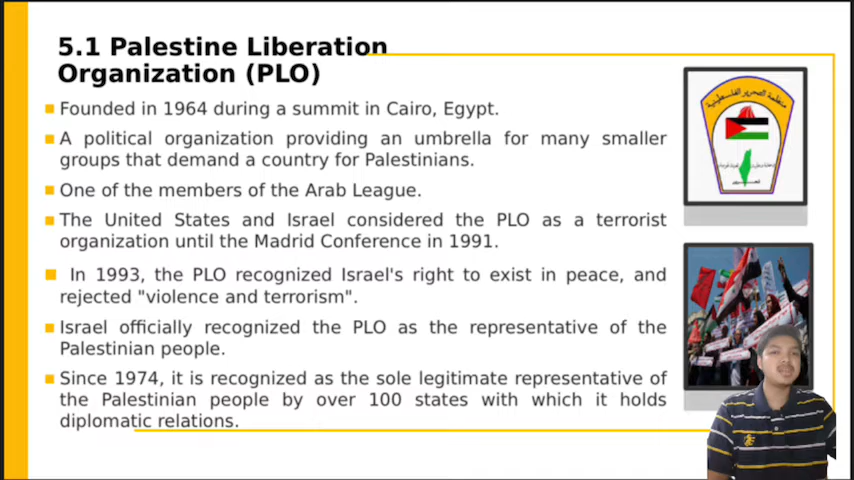 5.1 Palestine Liberation
Organization (PLO)
Founded in 1964 during a summit in Cairo, Egypt.
A political organization providing an umbrella for many smaller
groups that demand a country for Palestinians.
One of the members of the Arab League.
The United States and Israel considered the PLO as a terrorist
organization until the Madrid Conference in 1991.
In 1993, the PLO recognized Israel's right to exist in peace, and
rejected "violence and terrorism".
Israel officially recognized the PLO as the representative of the
Palestinian people.
Since 1974, it is recognized as the sole legitimate representative of
the Palestinian people by over 100 states with which it holds
diplomatic relations.
منظمة التحرير الفلسطينية